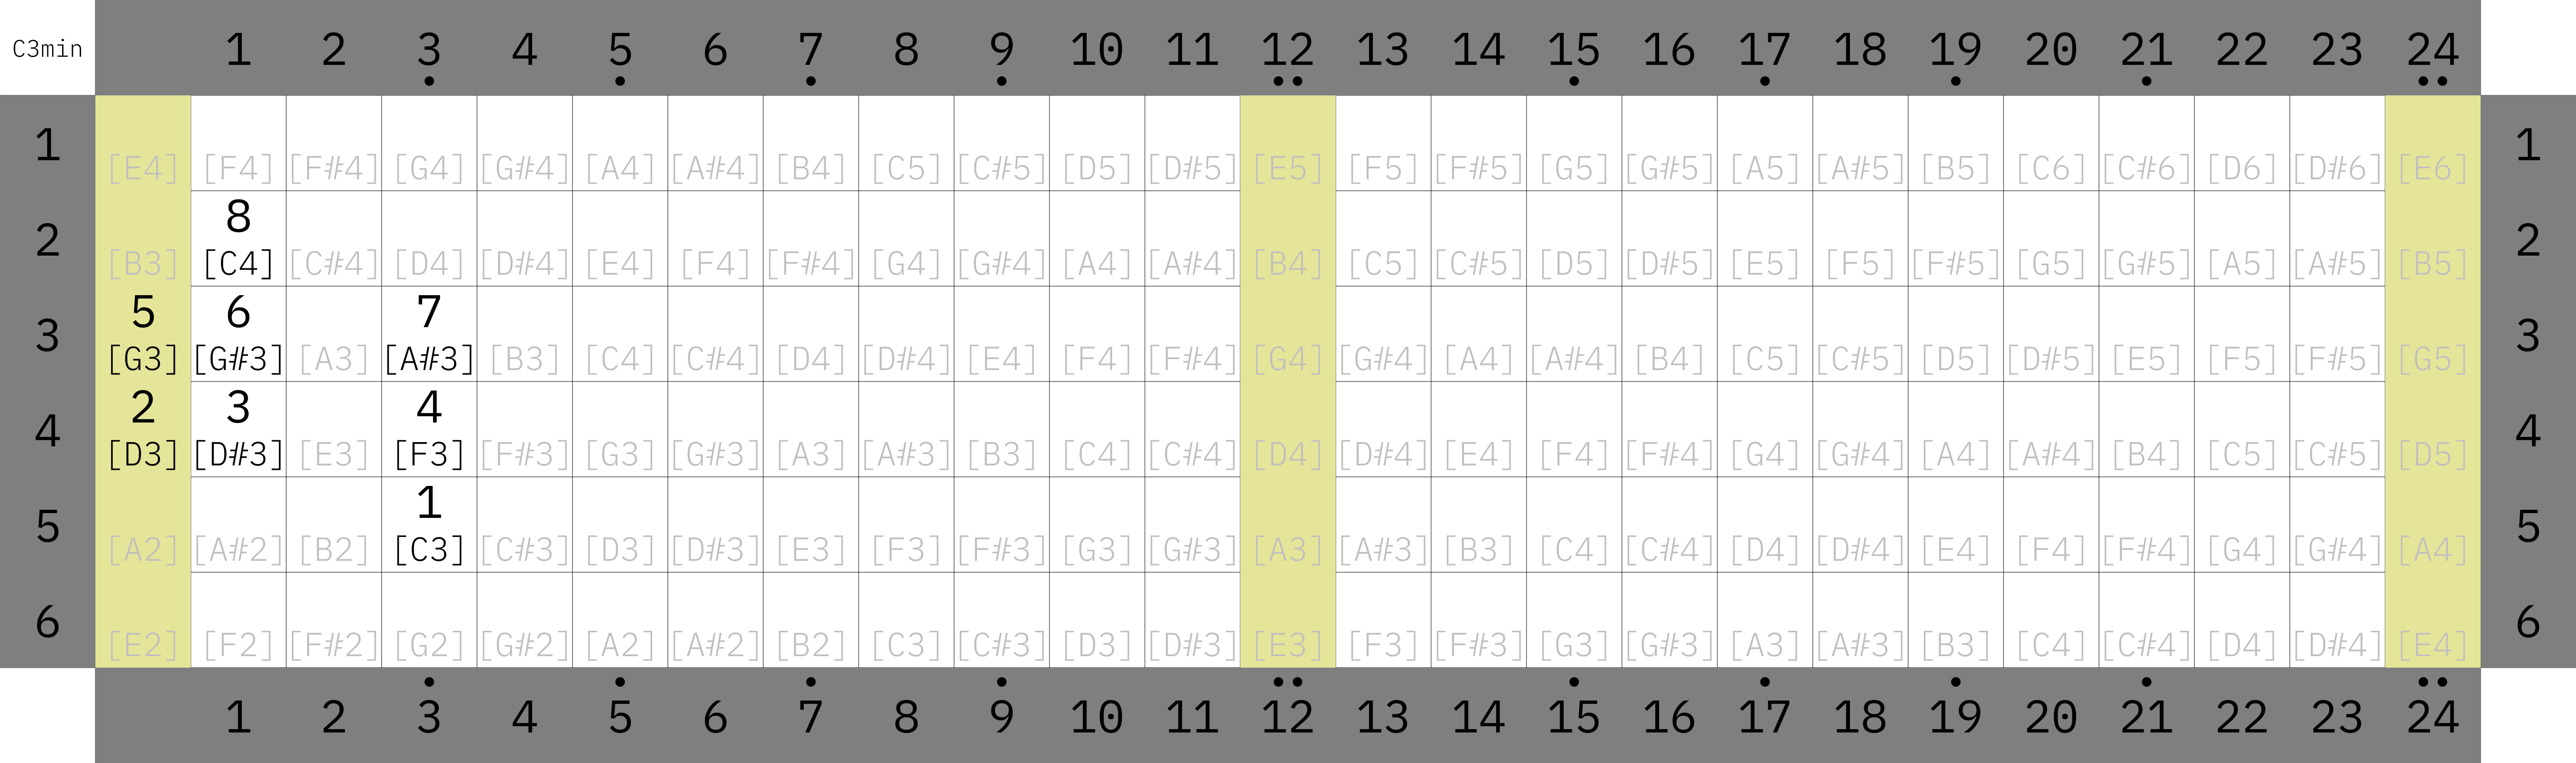 C3min 1 2 3 4 5 6 7 8 9 10 11 12 13 14 15 16 17 18 19 20 21 22 23 24
1 [E4] [F4] [F#4] [G4] [G#4] [A4] [A#4] [B4] [C5] [C#5] [D5] [D#5] [E5] [F5] [F#5] [G5] [G#5] [A5] [A#5] [B5] [C6] [C#6] [D6] [D#6] [E6] 1
8
2 [B3] [C4] [C#4] [D4] [D#4] [E4] [F4] [F#4] [G4] [G#4] [A4] [A#4] [B4] [C5] [C#5] [D5] [D#5] [E5] [F5] [F#5] [G5] [G#5] [A5] [A#5] [B5] 2
5 6 7
3 [G3] [G#3] [A3] [A#3] [B3] [C4] [C#4] [D4] [D#4] [E4] [F4] [F#4] [G4] [G#4] [A4] [A#4] [B4] [C5] [C#5] [D5] [D#5] [E5] [F5] [F#5] [G5] 3
2 3 4
4 [D3] [D#3] [E3] [F3] [F#3] [G3] [G#3] [A3] [A#3] [B3] [C4] [C#4] [D4] [D#4] [E4] [F4] [F#4] [G4] [G#4] [A4] [A#4] [B4] [C5] [C#5] [D5] 4
1
5 [A2] [A#2] [B2] [C3] [C#3] [D3] [D#3] [E3] [F3] [F#3] [G3] [G#3] [A3] [A#3] [B3] [C4] [C#4] [D4] [D#4] [E4] [F4] [F#4] [G4] [G#4] [A4] 5
6 [E2] [F2] [F#2] [G2] [G#2] [A2] [A#2] [B2] [C3] [C#3] [D3] [D#3] [E3] [F3] [F#3] [G3] [G#3] [A3] [A#3] [B3] [C4] [C#4] [D4] [D#4] [E4] 6
1 2 3 4 5 6 7 8 9 10 11 12 13 14 15 16 17 18 19 20 21 22 23 24